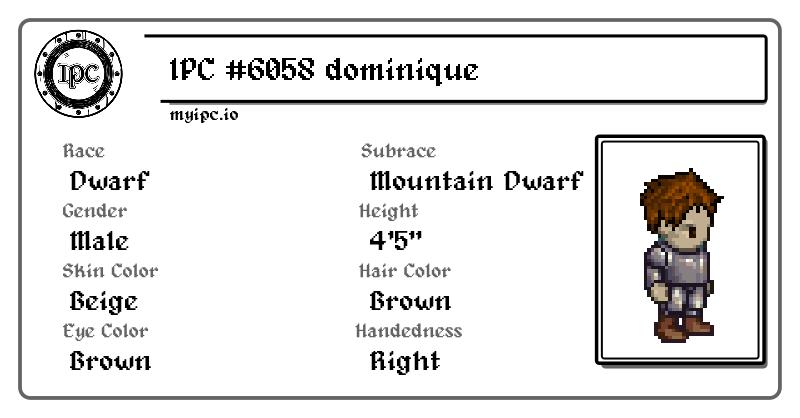 IPC
IPC #6058 dominique
myipc.io
Race
Dwarf
Subrace
Mountain Dwarf
Gender
Male
Height
4'5"
Skin Color
Beige
Hair Color
Brown
Eye Color
Brown
Handedness
Right